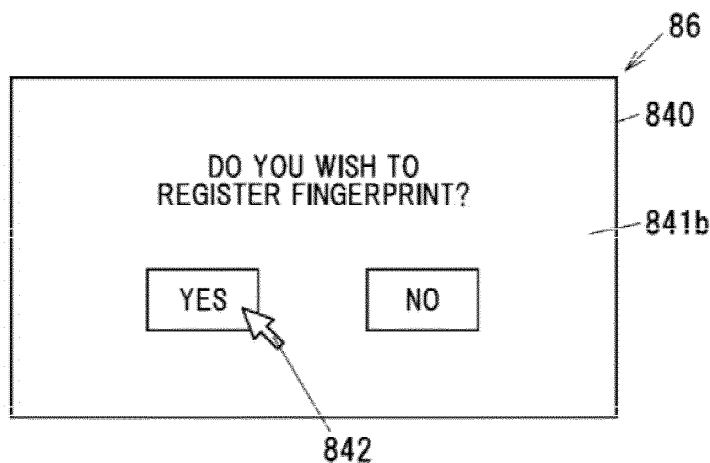 86
840
DO YOU WISH TO
REGISTER FINGERPRINT?
841b
YES
NO
842